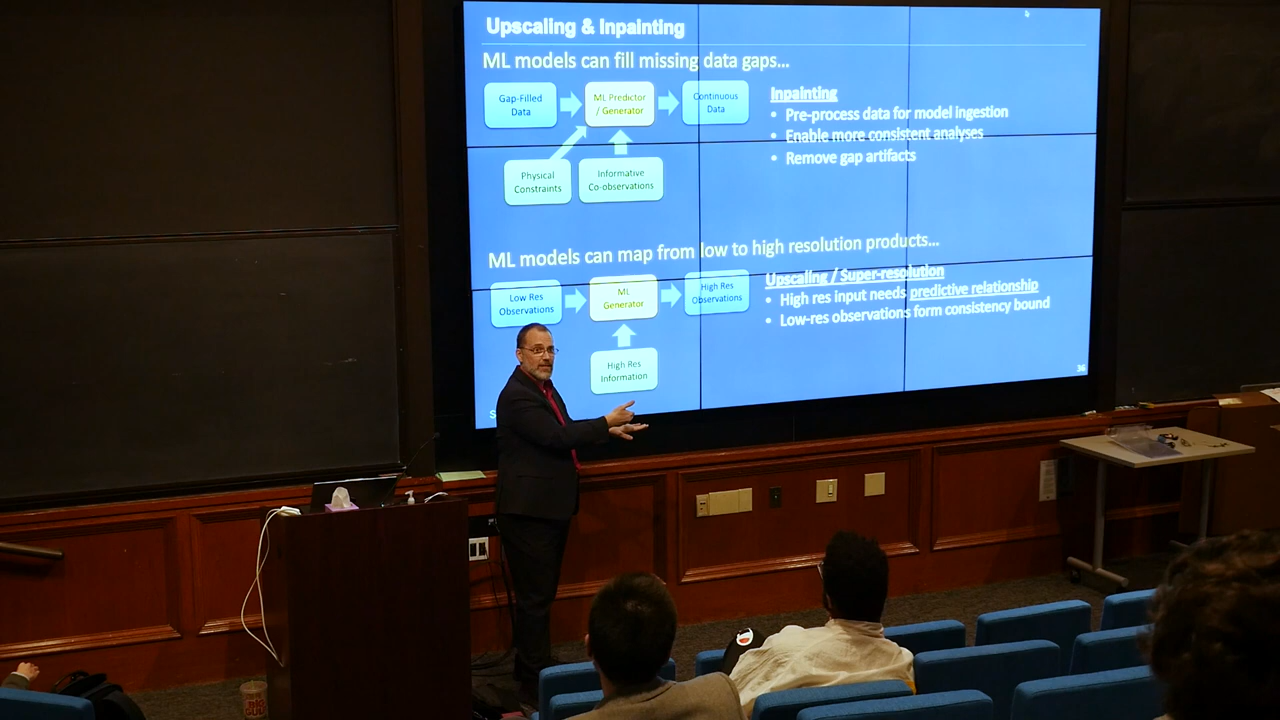 Upscaling & Inpainting
ML models can fill missing data gaps...
Gap-Filled
Data
ML Predictor
/ Generator
Continuous
Data
Physical
Constraints
Informative
Co-observations
Inpainting
• Pre-process data for model ingestion
• Enable more consistent analyses
• Remove gap artifacts
ML models can map from low to high resolution products...
Low Res
Observations
ML
Generator
High Res
Observations
High Res
Information
Upscaling / Super-resolution
• High res input needs predictive relationship
• Low-res observations form consistency bound
36
S